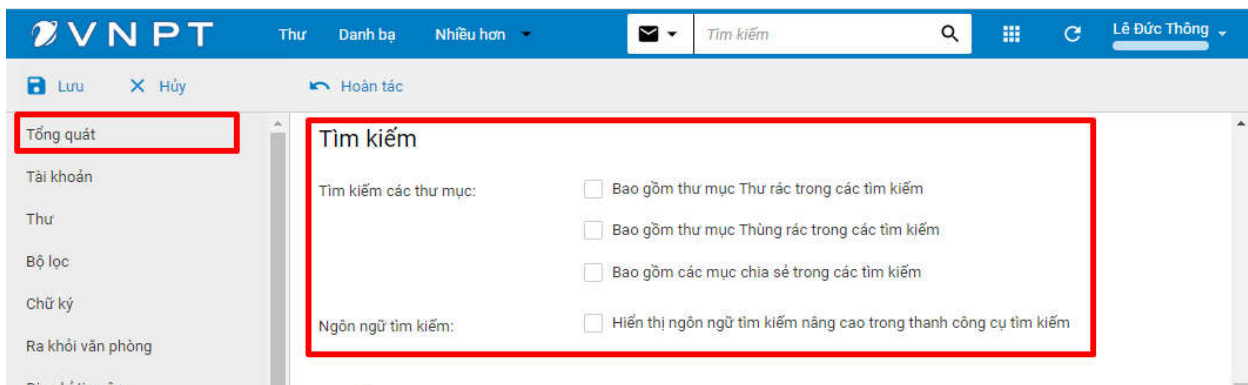 VNPT Thư Danh bạ Nhiều hơn Tìm kiếm Lê Đức Thông
Lưu Hủy Hoàn tác
Tổng quát
Tài khoản
Thư
Bộ lọc
Chữ ký
Ra khỏi văn phòng
Tìm kiếm
Tìm kiếm các thư mục: Bao gồm thư mục Thư rác trong các tìm kiếm
Bao gồm thư mục Thùng rác trong các tìm kiếm
Bao gồm các mục chia sẻ trong các tìm kiếm
Ngôn ngữ tìm kiếm: Hiển thị ngôn ngữ tìm kiếm nâng cao trong thanh công cụ tìm kiếm